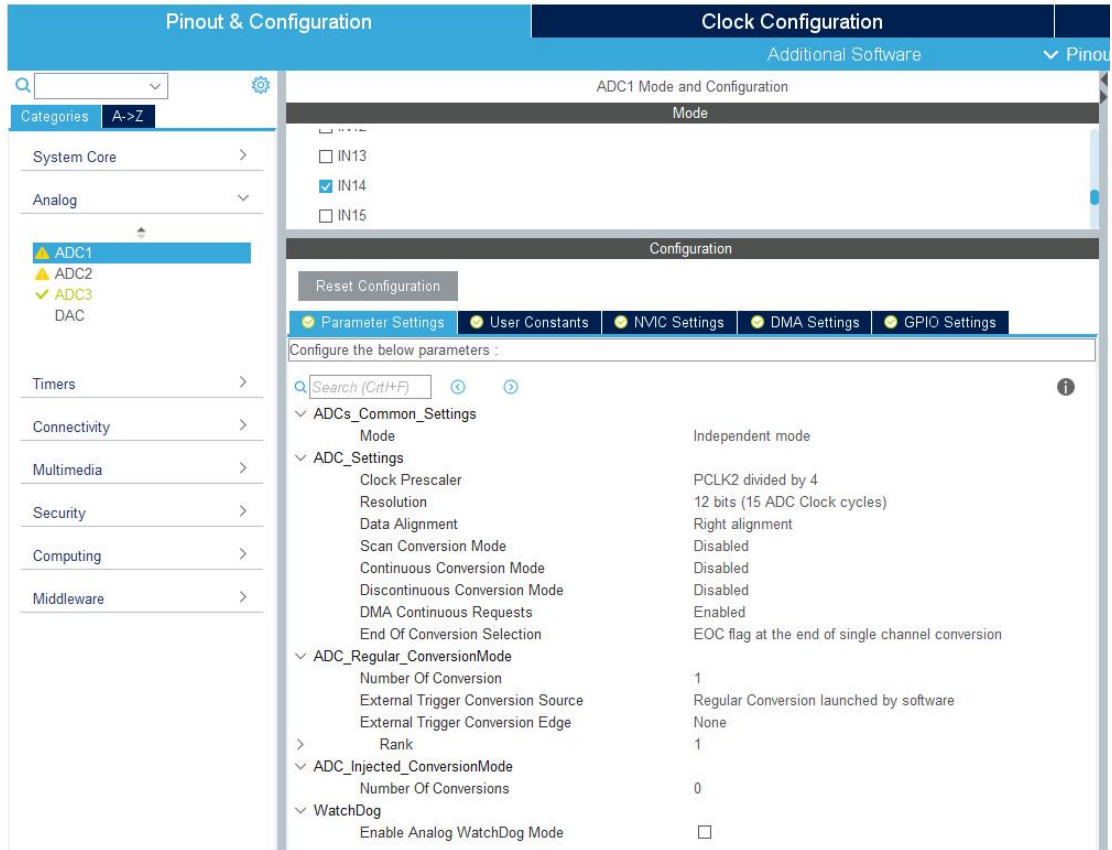 Pinout & Configuration
Clock Configuration
Additional Software
Pinou
Categories
A->Z
System Core
Analog
ADC1
ADC2
ADC3
DAC
Timers
Connectivity
Multimedia
Security
Computing
Middleware
ADC1 Mode and Configuration
Mode
IN13
IN14
IN15
Configuration
Reset Configuration
Parameter Settings
User Constants
NVIC Settings
DMA Settings
GPIO Settings
Configure the below parameters :
Search (Crtl+F)
ADCs_Common_Settings
Mode Independent mode
ADC_Settings
Clock Prescaler PCLK2 divided by 4
Resolution 12 bits (15 ADC Clock cycles)
Data Alignment Right alignment
Scan Conversion Mode Disabled
Continuous Conversion Mode Disabled
Discontinuous Conversion Mode Disabled
DMA Continuous Requests Enabled
End Of Conversion Selection EOC flag at the end of single channel conversion
ADC_Regular_ConversionMode
Number Of Conversion 1
External Trigger Conversion Source Regular Conversion launched by software
External Trigger Conversion Edge None
Rank 1
ADC_Injected_ConversionMode
Number Of Conversions 0
WatchDog
Enable Analog WatchDog Mode